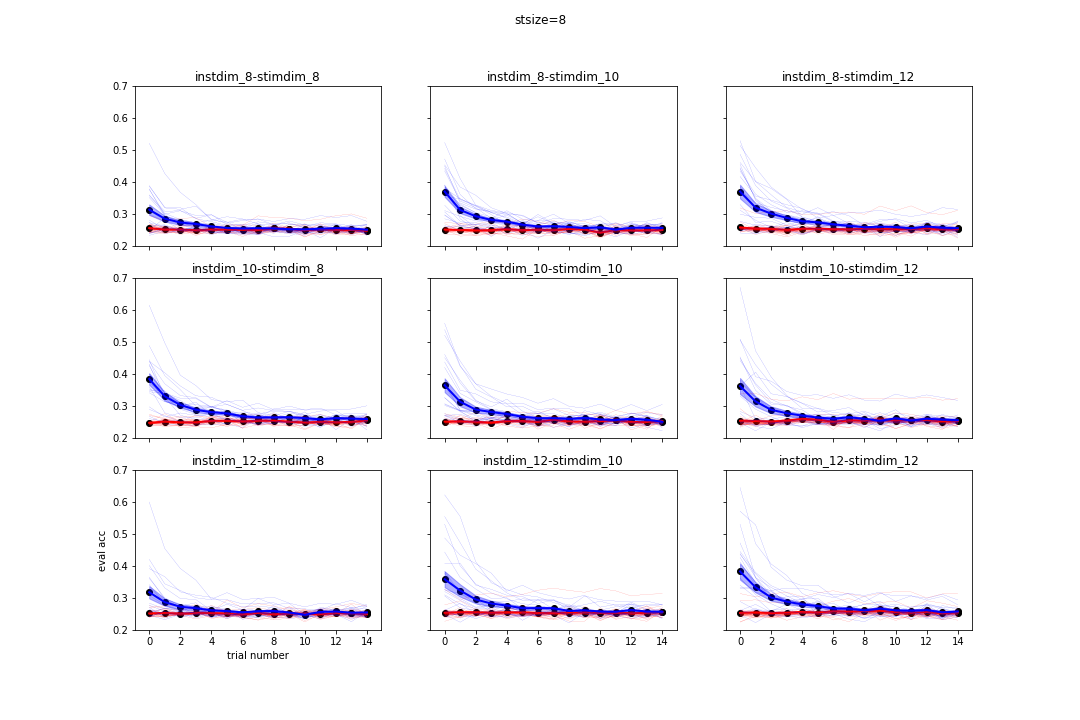 stsize=8
instdim_8-stimdim_8
instdim_8-stimdim_10
instdim_8-stimdim_12
0.7
0.6
0.5
0.4
0.3
0.2
instdim_10-stimdim_8
instdim_10-stimdim_10
instdim_10-stimdim_12
0.7
0.6
0.5
0.4
0.3
0.2
instdim_12-stimdim_8
instdim_12-stimdim_10
instdim_12-stimdim_12
0.7
0.6
0.5
0.4
0.3
0.2
eval acc
0 2 4 6 8 10 12 14
0 2 4 6 8 10 12 14
0 2 4 6 8 10 12 14
trial number